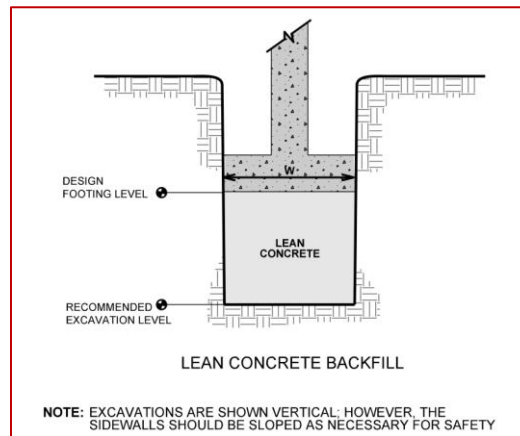 DESIGN
FOOTING LEVEL
W
LEAN
CONCRETE
RECOMMENDED
EXCAVATION LEVEL
LEAN CONCRETE BACKFILL
NOTE: EXCAVATIONS ARE SHOWN VERTICAL; HOWEVER, THE
SIDEWALLS SHOULD BE SLOPED AS NECESSARY FOR SAFETY